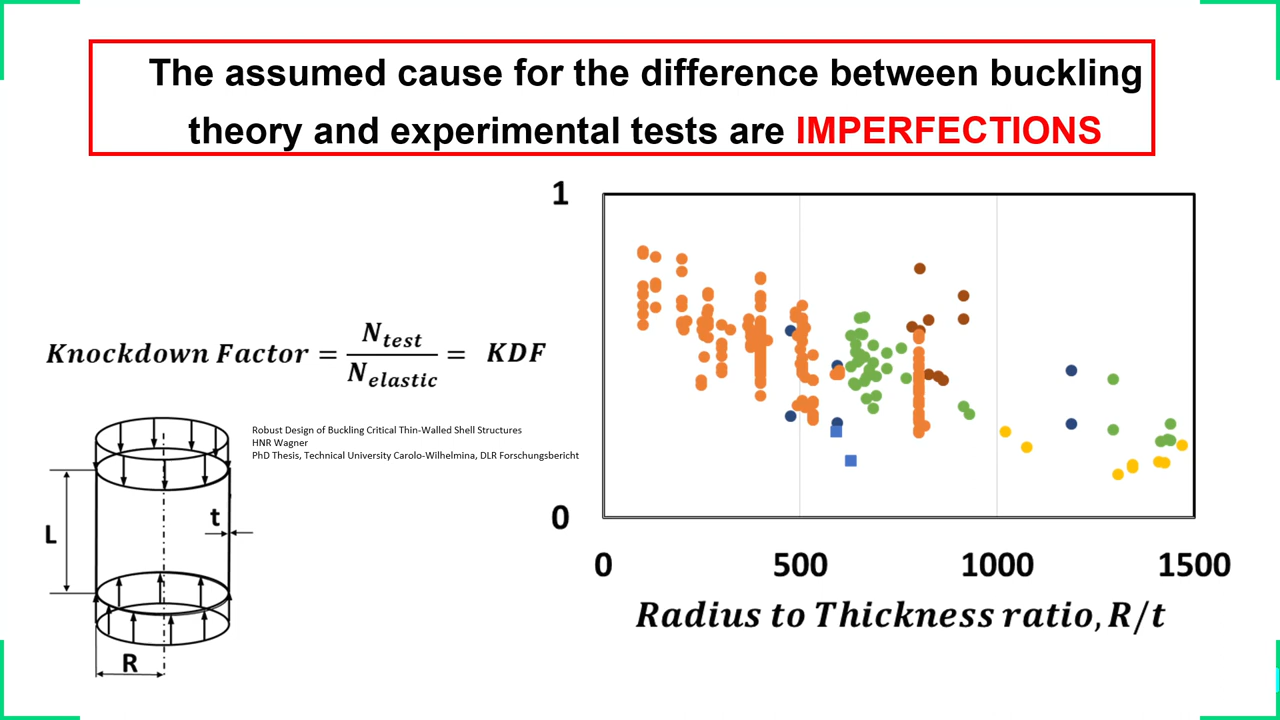 The assumed cause for the difference between buckling
theory and experimental tests are IMPERFECTIONS
Knockdown Factor = N_test / N_elastic = KDF
Robust Design of Buckling Critical Thin-Walled Shell Structures
HNR Wagner
PhD Thesis, Technical University Carolo-Wilhelmina, DLR Forschungsbericht
L
t
R
1
0
0 500 1000 1500
Radius to Thickness ratio, R/t